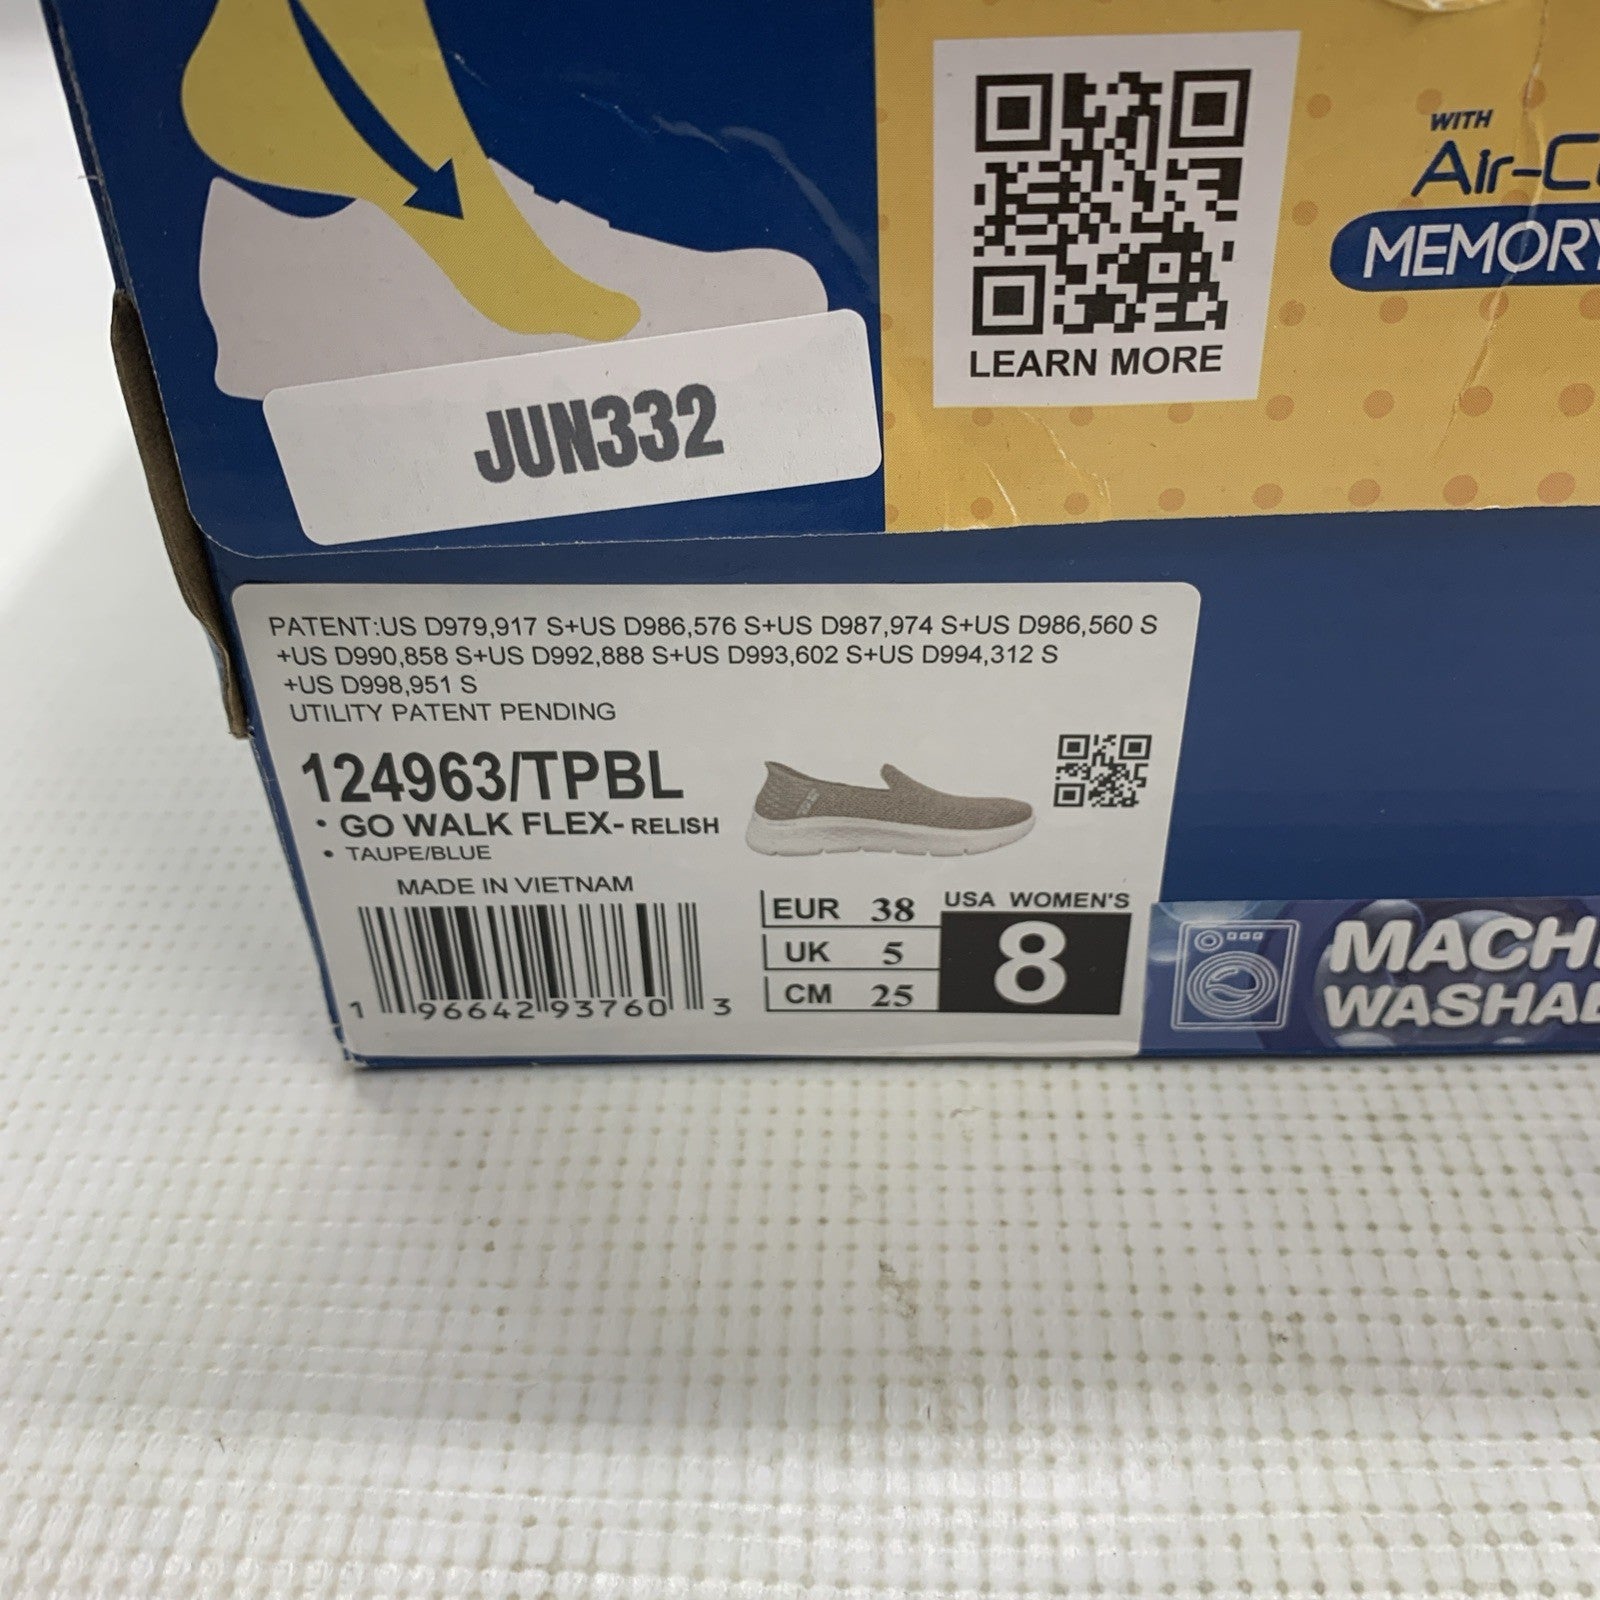 WITH
Air-C
MEMORY
LEARN MORE
JUN332
PATENT:US D979,917 S+US D986,576 S+US D987,974 S+US D986,560 S
+US D990,858 S+US D992,888 S+US D993,602 S+US D994,312 S
+US D998,951 S
UTILITY PATENT PENDING
124963/TPBL
• GO WALK FLEX- RELISH
• TAUPE/BLUE
MADE IN VIETNAM
1 96642 93760 3
EUR 38
UK 5
CM 25
USA WOMEN'S
8
MACHI
WASHAB